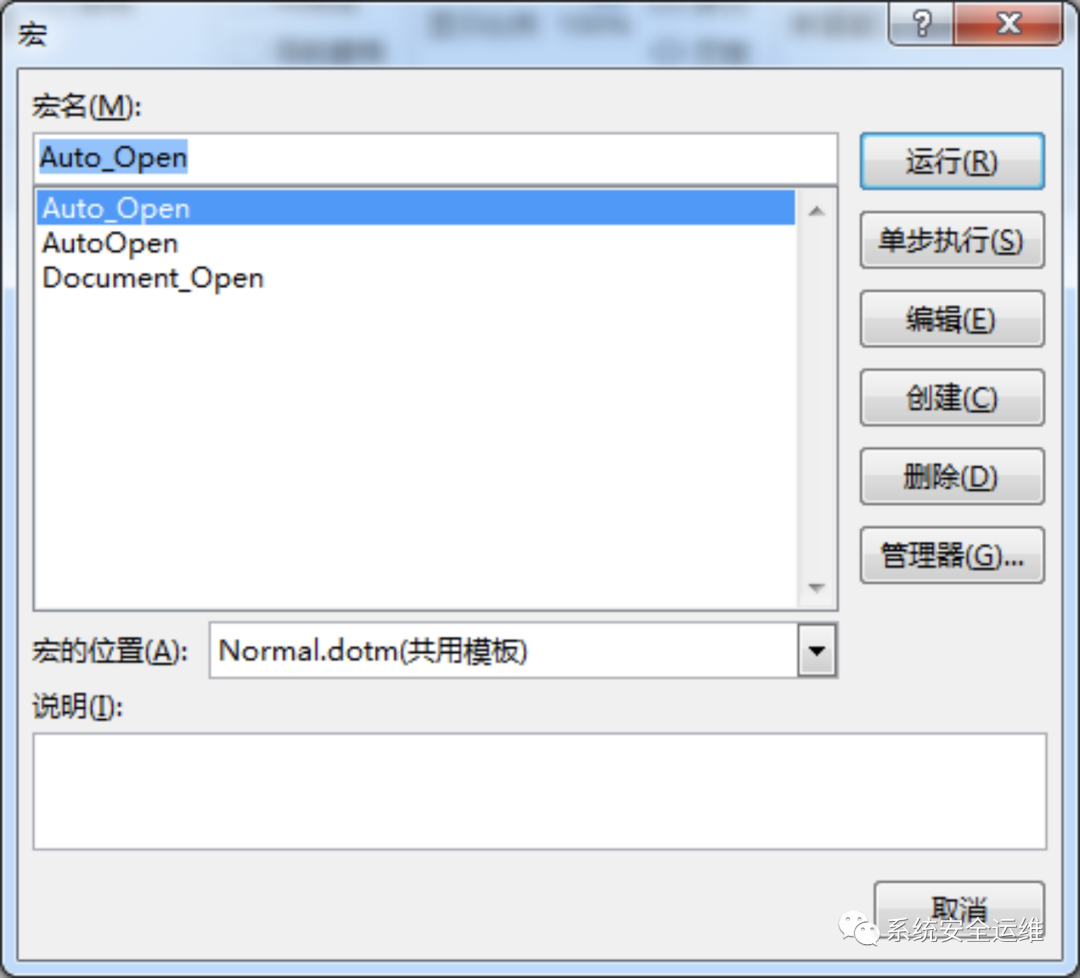 宏
宏名(M):
Auto_Open
Auto_Open
AutoOpen
Document_Open
运行(R)
单步执行(S)
编辑(E)
创建(C)
删除(D)
管理器(G)...
宏的位置(A):
Normal.dotm(共用模板)
说明(I):
取消
系统安全运维